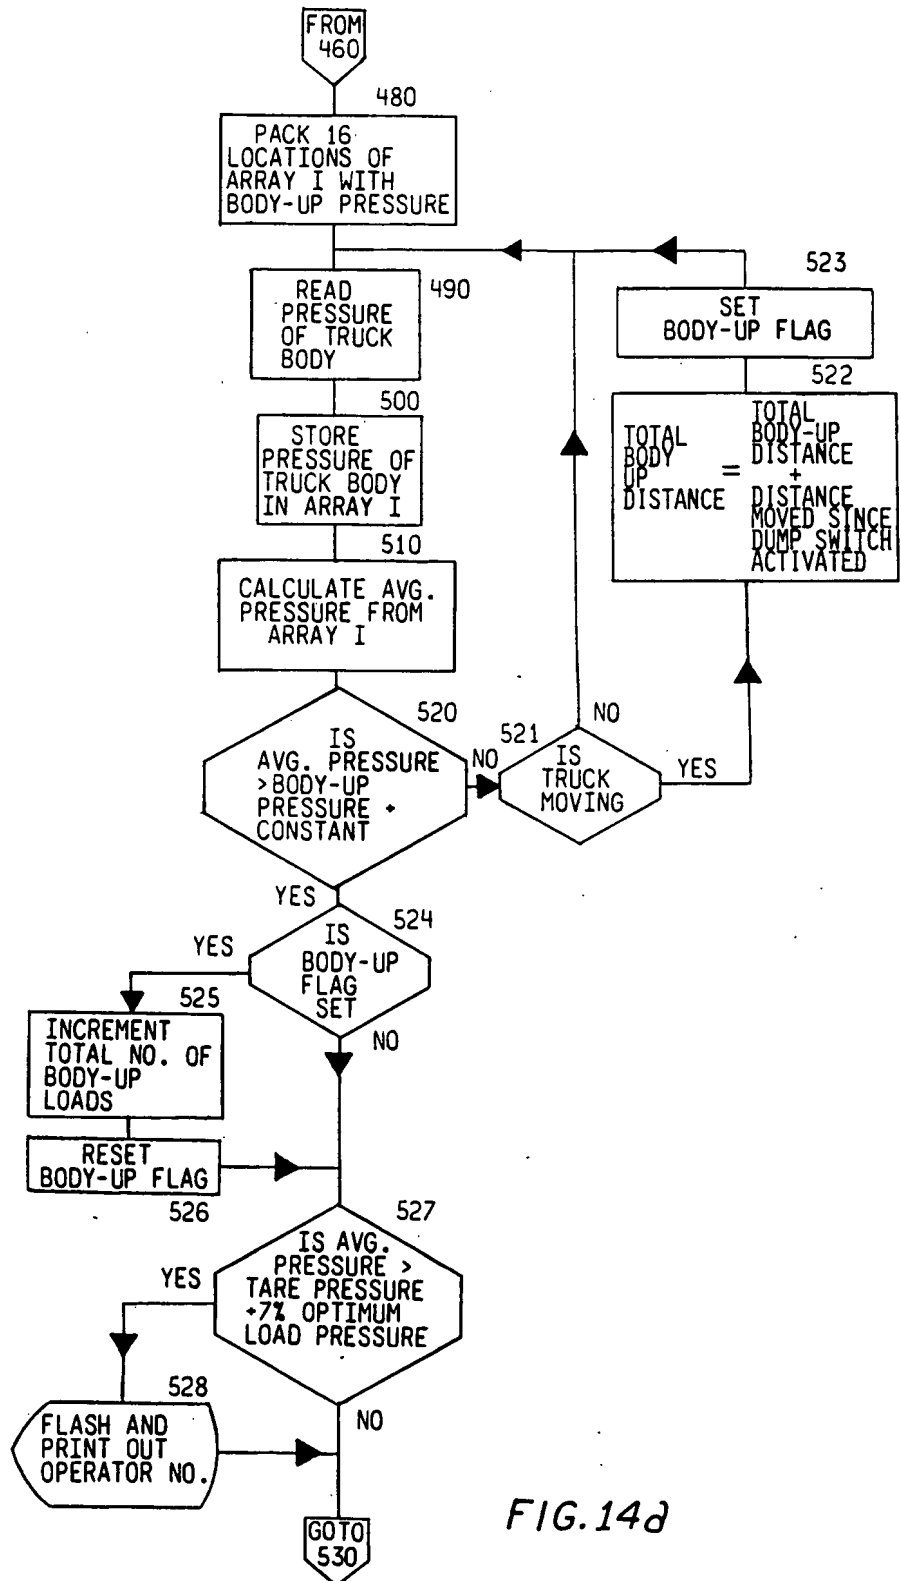 FROM
460
480
PACK 16
LOCATIONS OF
ARRAY I WITH
BODY-UP PRESSURE
READ
PRESSURE
OF TRUCK
BODY
490
500
STORE
PRESSURE OF
TRUCK BODY
IN ARRAY I
510
CALCULATE AVG.
PRESSURE FROM
ARRAY I
520
IS
AVG. PRESSURE
>BODY-UP
PRESSURE +
CONSTANT
NO
521
IS
TRUCK
MOVING
NO
YES
523
SET
BODY-UP FLAG
522
TOTAL
BODY
UP
DISTANCE
=
TOTAL
BODY-UP
DISTANCE
+
DISTANCE
MOVED SINCE
DUMP SWITCH
ACTIVATED
YES
524
IS
BODY-UP
FLAG
SET
YES
NO
525
INCREMENT
TOTAL NO. OF
BODY-UP
LOADS
RESET
BODY-UP FLAG
526
527
IS AVG.
PRESSURE >
TARE PRESSURE
+7% OPTIMUM
LOAD PRESSURE
YES
NO
528
FLASH AND
PRINT OUT
OPERATOR NO.
GO TO
530
FIG.14d